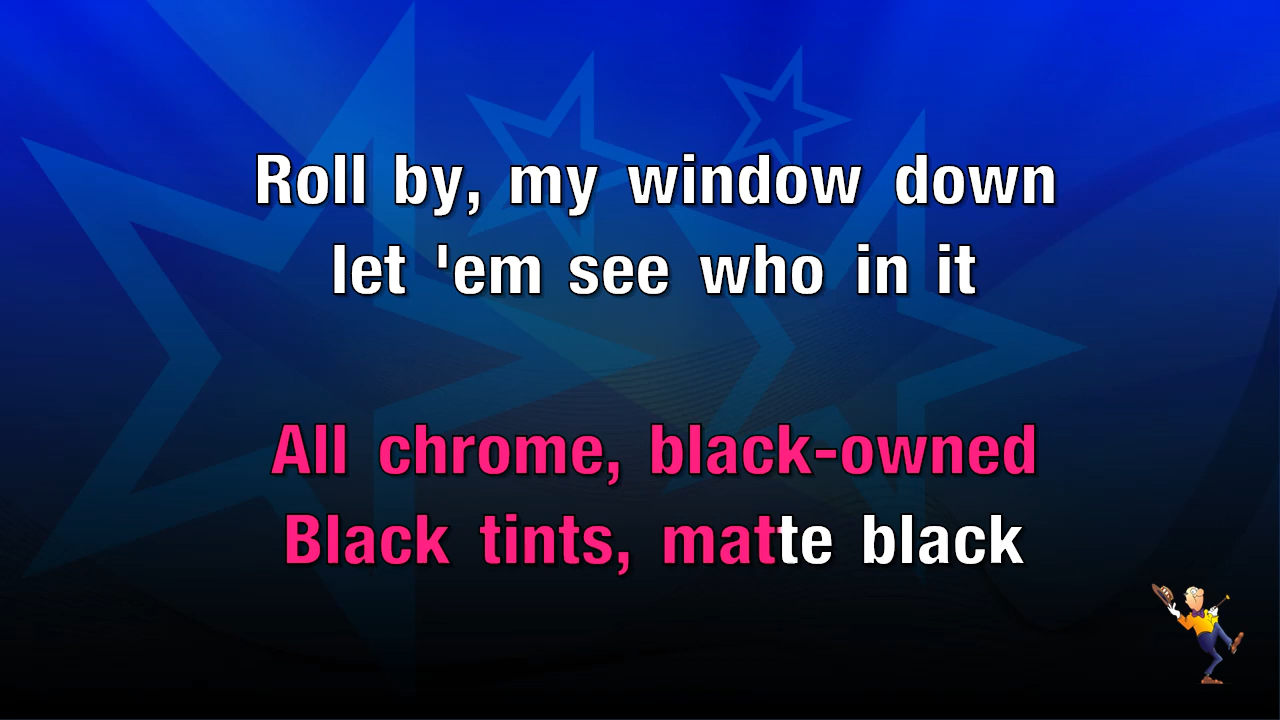 Roll by, my window down
let 'em see who in it
All chrome, black-owned
Black tints, matte black